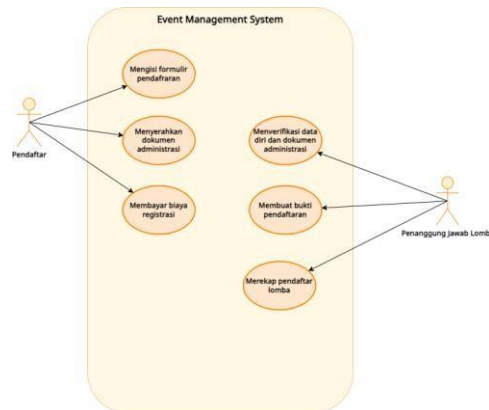 Event Management System
Mengisi formulir
pendafraran
Menyerahkan
dokumen
administrasi
Membayar biaya
registrasi
Menverifikasi data
diri dan dokumen
administrasi
Membuat bukti
pendaftaran
Merekap pendaftar
lomba
Pendaftar
Penanggung Jawab Lomb